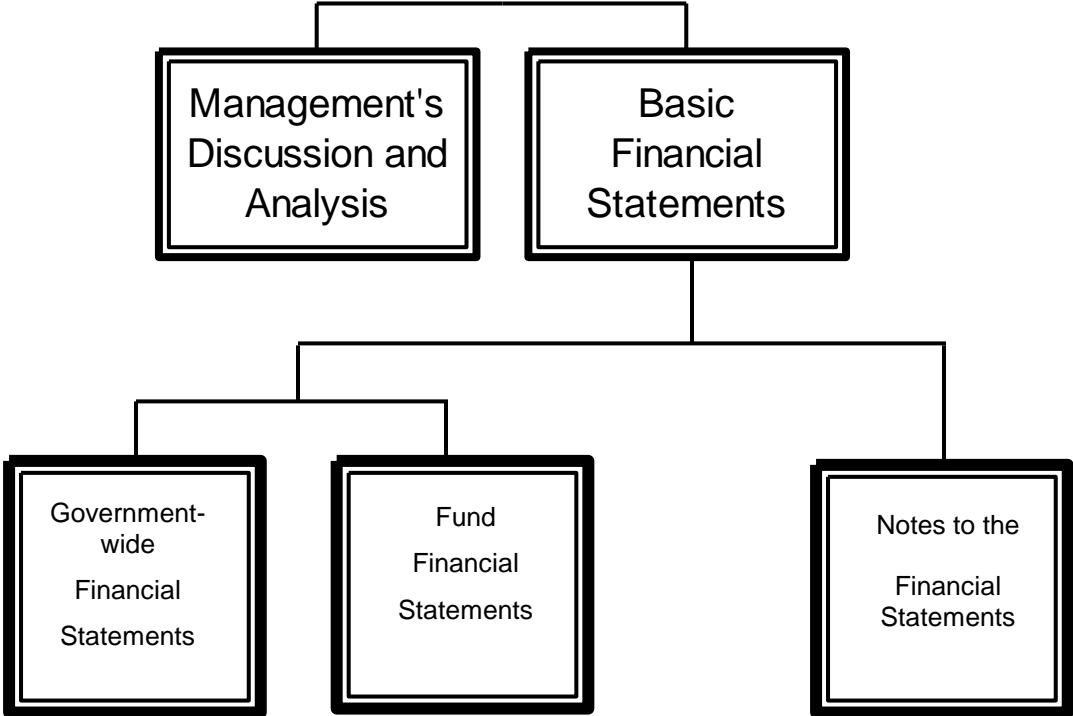 Management's
Discussion and
Analysis
Basic
Financial
Statements
Government-
wide
Financial
Statements
Fund
Financial
Statements
Notes to the
Financial
Statements